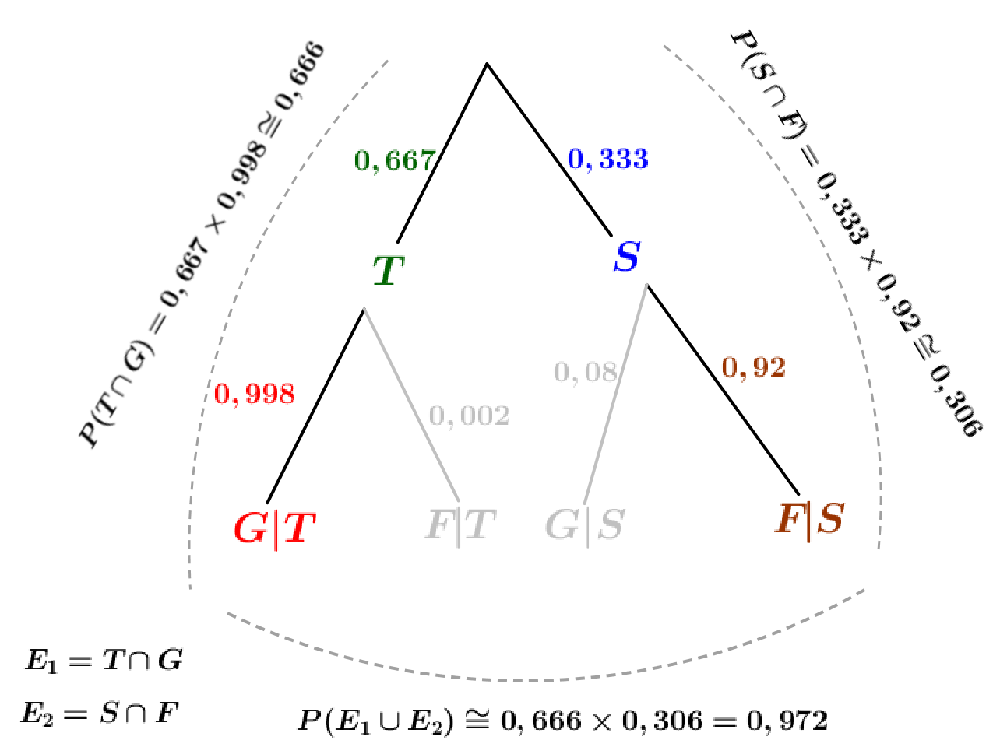 P(T ∩ G) = 0,667 × 0,998 ≅ 0,666
P(S ∩ F) = 0,333 × 0,92 ≅ 0,306
0,667
0,333
T
S
0,998
0,002
0,08
0,92
G|T
F|T
G|S
F|S
E₁ = T ∩ G
E₂ = S ∩ F
P(E₁ ∪ E₂) ≅ 0,666 × 0,306 = 0,972